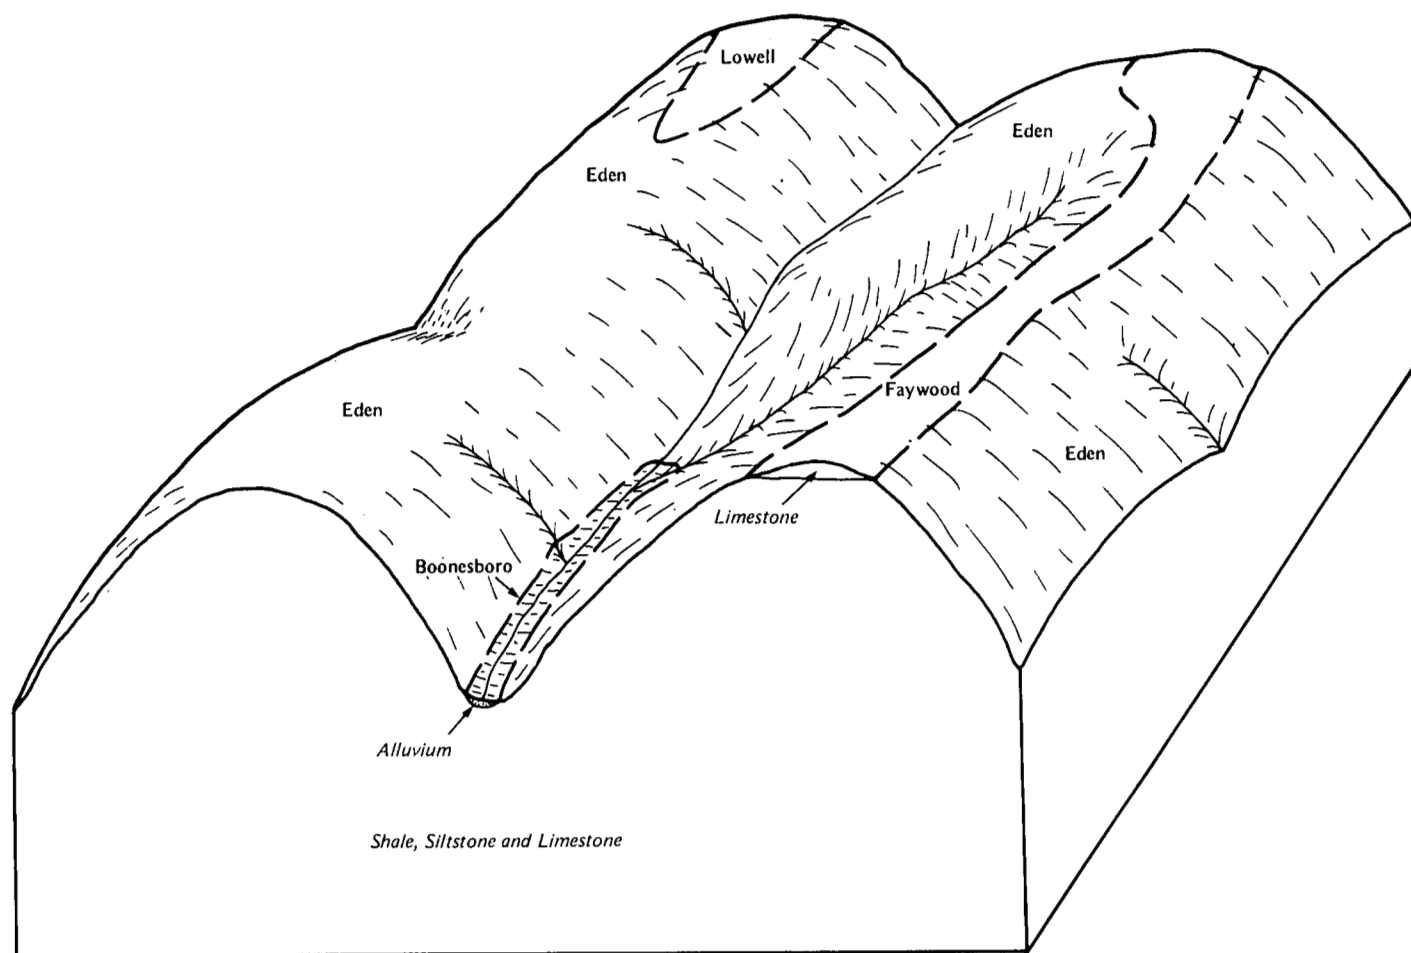 Lowell
Eden
Eden
Eden
Faywood
Eden
Limestone
Boonesboro
Alluvium
Shale, Siltstone and Limestone